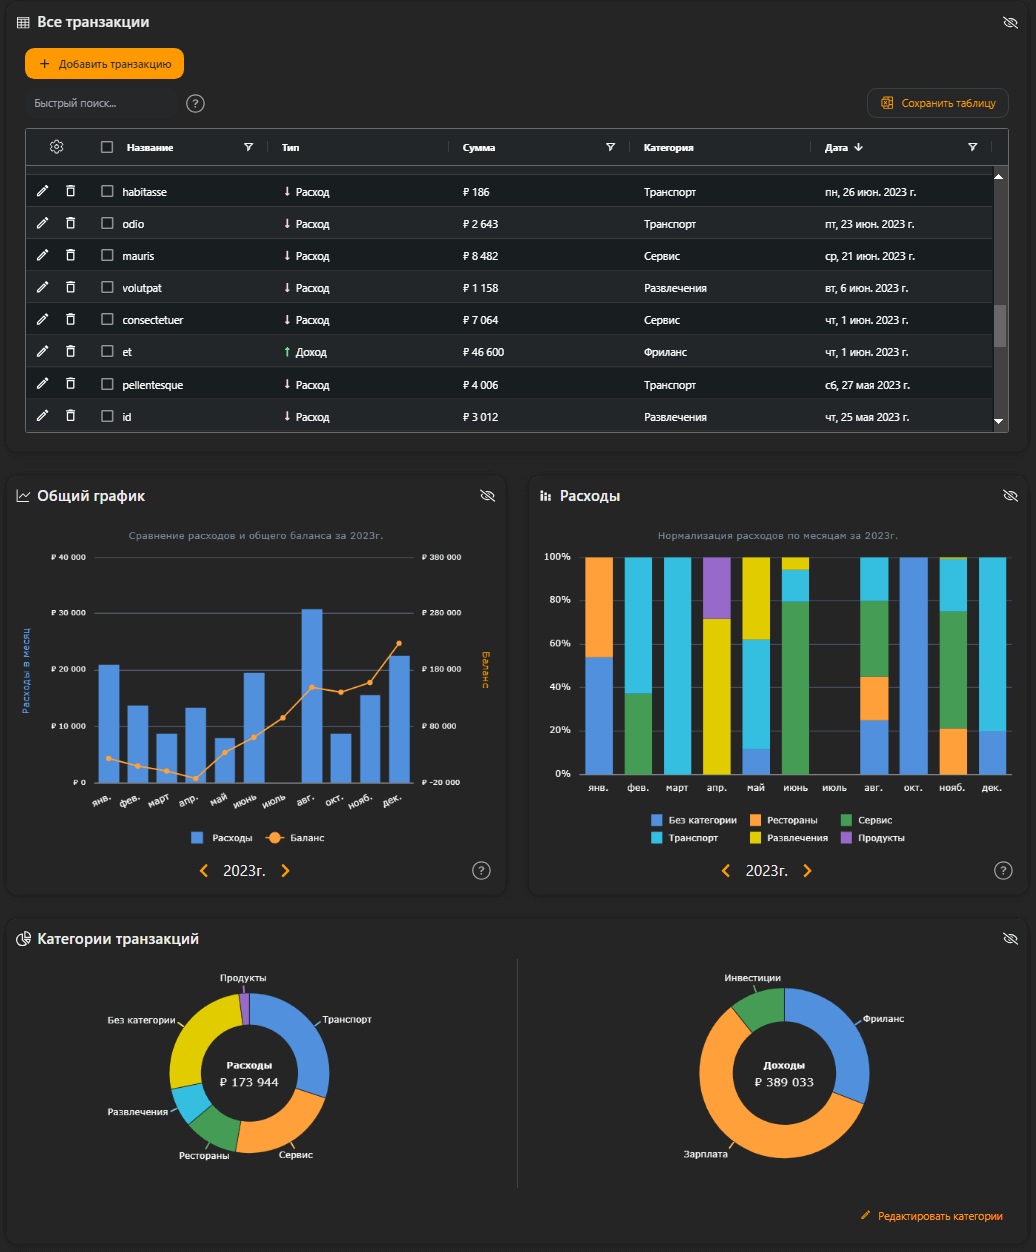 Все транзакции
+ Добавить транзакцию
Быстрый поиск... ?
Сохранить таблицу
Название Тип Сумма Категория Дата ↓
habitasse ↓ Расход ₽ 186 Транспорт пн, 26 июн. 2023 г.
odio ↓ Расход ₽ 2 643 Транспорт пт, 23 июн. 2023 г.
mauris ↓ Расход ₽ 8 482 Сервис ср, 21 июн. 2023 г.
volutpat ↓ Расход ₽ 1 158 Развлечения вт, 6 июн. 2023 г.
consectetuer ↓ Расход ₽ 7 064 Сервис чт, 1 июн. 2023 г.
et ↑ Доход ₽ 46 600 Фриланс чт, 1 июн. 2023 г.
pellentesque ↓ Расход ₽ 4 006 Транспорт сб, 27 мая 2023 г.
id ↓ Расход ₽ 3 012 Развлечения чт, 25 мая 2023 г.
Общий график
Сравнение расходов и общего баланса за 2023г.
₽ 40 000
₽ 30 000
₽ 20 000
₽ 10 000
₽ 0
Расходы в месяц
₽ 380 000
₽ 280 000
₽ 180 000
₽ 80 000
₽ -20 000
Баланс
янв. фев. март апр. май июнь июль авг. окт. нояб. дек.
Расходы Баланс
2023г.
?
Расходы
Нормализация расходов по месяцам за 2023г.
100%
80%
60%
40%
20%
0%
янв. фев. март апр. май июнь июль авг. окт. нояб. дек.
Без категории Рестораны Сервис
Транспорт Развлечения Продукты
2023г.
?
Категории транзакций
Продукты
Без категории
Транспорт
Расходы
₽ 173 944
Развлечения
Рестораны
Сервис
Инвестиции
Фриланс
Доходы
₽ 389 033
Зарплата
Редактировать категории